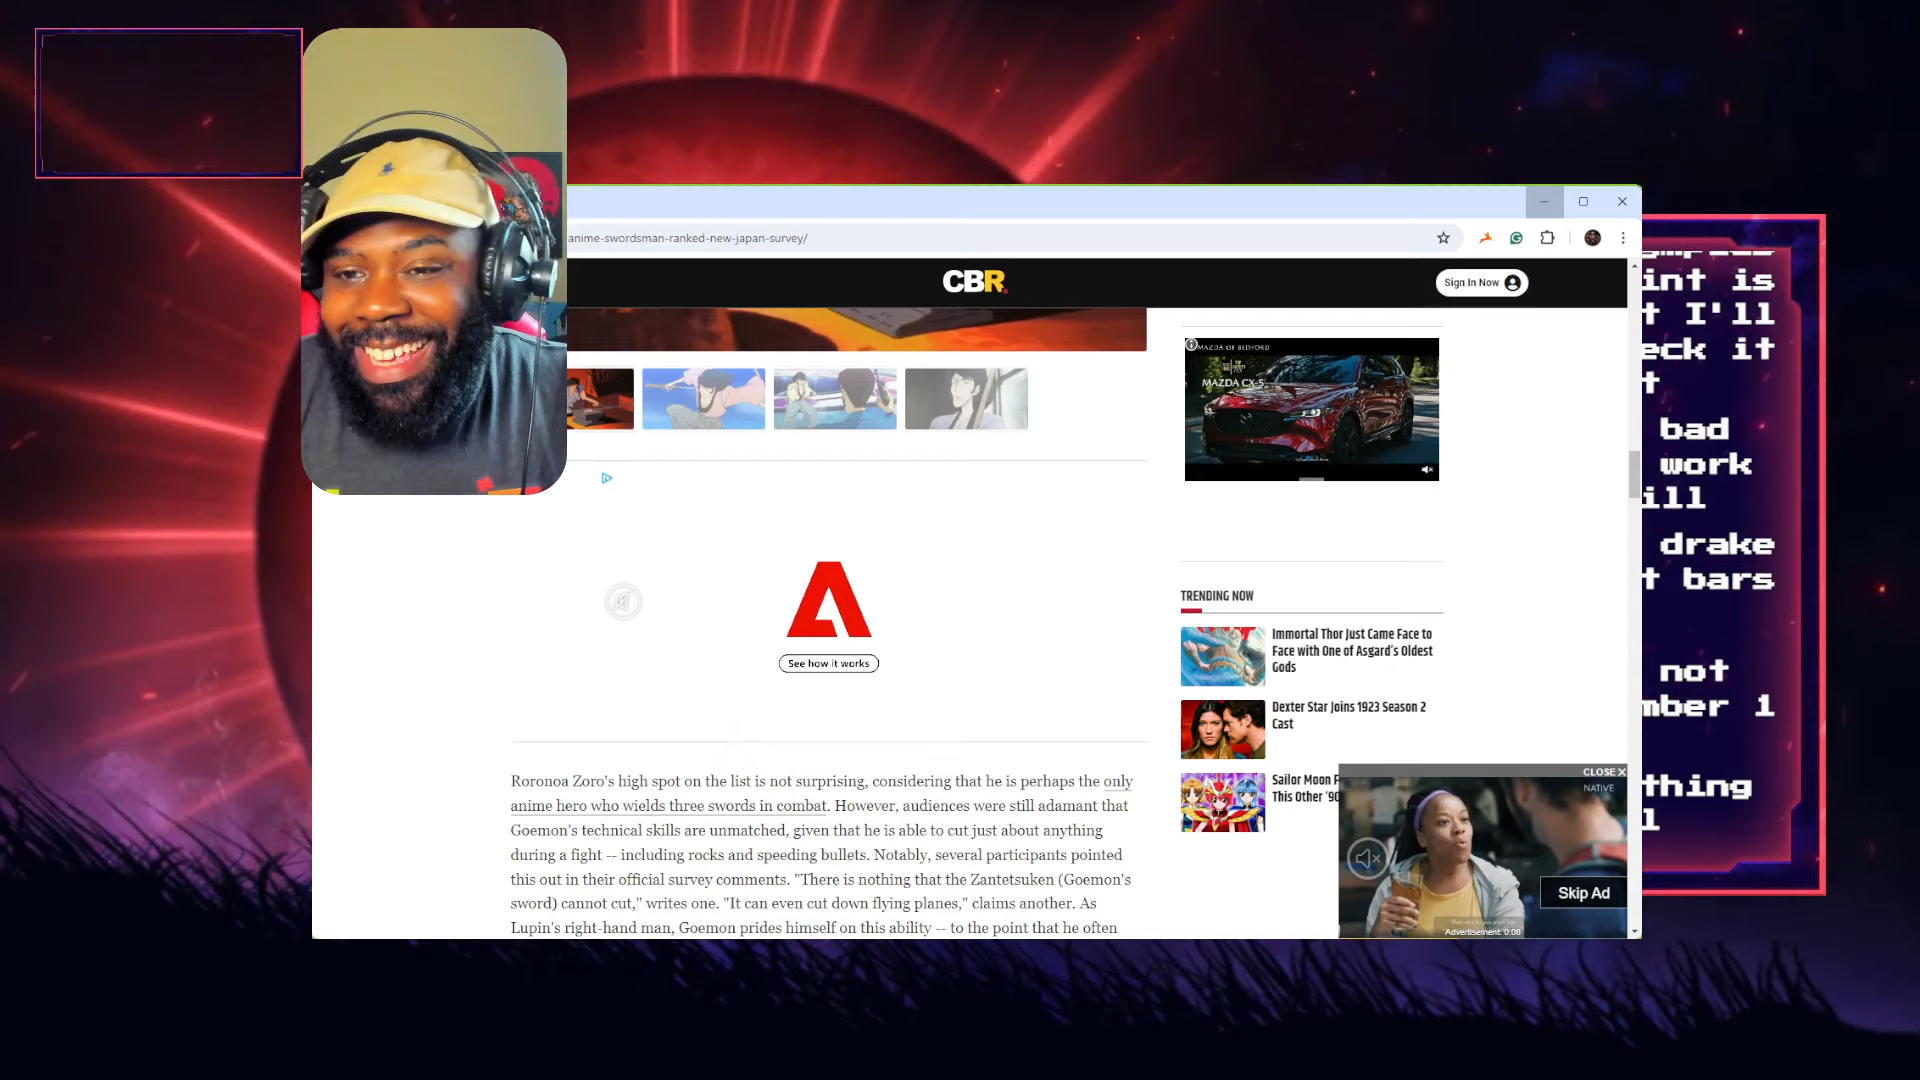 anime-swordsman-ranked-new-japan-survey/
CBR
Sign In Now
MAZDA OF BEDFORD
MAZDA CX-5
See how it works
Roronoa Zoro's high spot on the list is not surprising, considering that he is perhaps the only
anime hero who wields three swords in combat. However, audiences were still adamant that
Goemon's technical skills are unmatched, given that he is able to cut just about anything
during a fight -- including rocks and speeding bullets. Notably, several participants pointed
this out in their official survey comments. "There is nothing that the Zantetsuken (Goemon's
sword) cannot cut," writes one. "It can even cut down flying planes," claims another. As
Lupin's right-hand man, Goemon prides himself on this ability -- to the point that he often
TRENDING NOW
Immortal Thor Just Came Face to
Face with One of Asgard's Oldest
Gods
Dexter Star Joins 1923 Season 2
Cast
Sailor Moon F
This Other '90
CLOSE X
NATIVE
Skip Ad
Advertisement: 0:08
int is
t I'll
eck it
t
bad
work
ill
drake
t bars
not
mber 1
thing
l